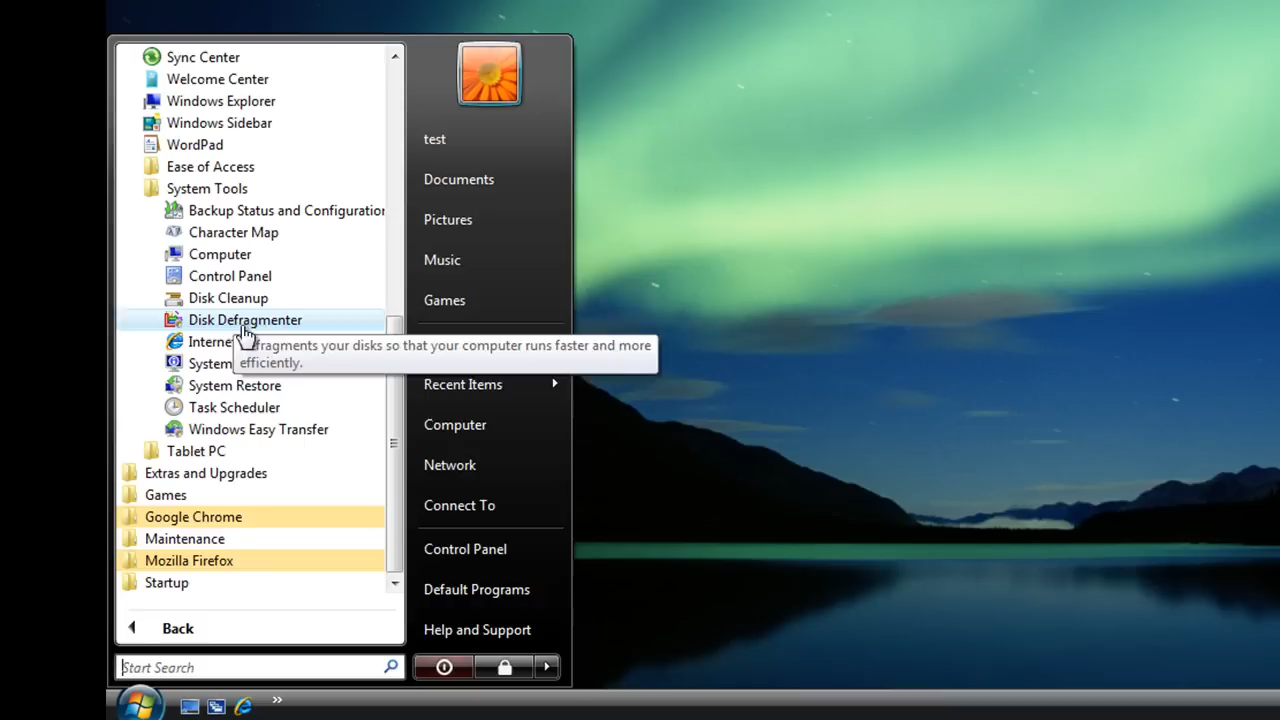 Sync Center
Welcome Center
Windows Explorer
Windows Sidebar
WordPad
Ease of Access
System Tools
Backup Status and Configuration
Character Map
Computer
Control Panel
Disk Cleanup
Disk Defragmenter
fragments your disks so that your computer runs faster and more
efficiently.
System
System Restore
Task Scheduler
Windows Easy Transfer
Tablet PC
Extras and Upgrades
Games
Google Chrome
Maintenance
Mozilla Firefox
Startup
Back
Start Search
test
Documents
Pictures
Music
Games
Recent Items
Computer
Network
Connect To
Control Panel
Default Programs
Help and Support